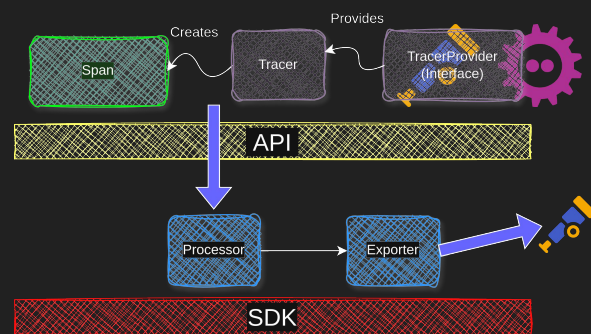 Creates
Provides
Span
Tracer
TracerProvider
(Interface)
API
Processor
Exporter
SDK